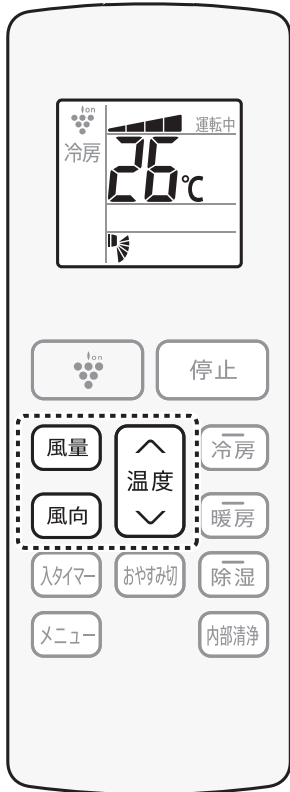 ion 運転中
冷房
26℃
ion 停止
風量 温度 冷房
風向 暖房
入タイマー おやすみ切 除湿
メニュー 内部清浄